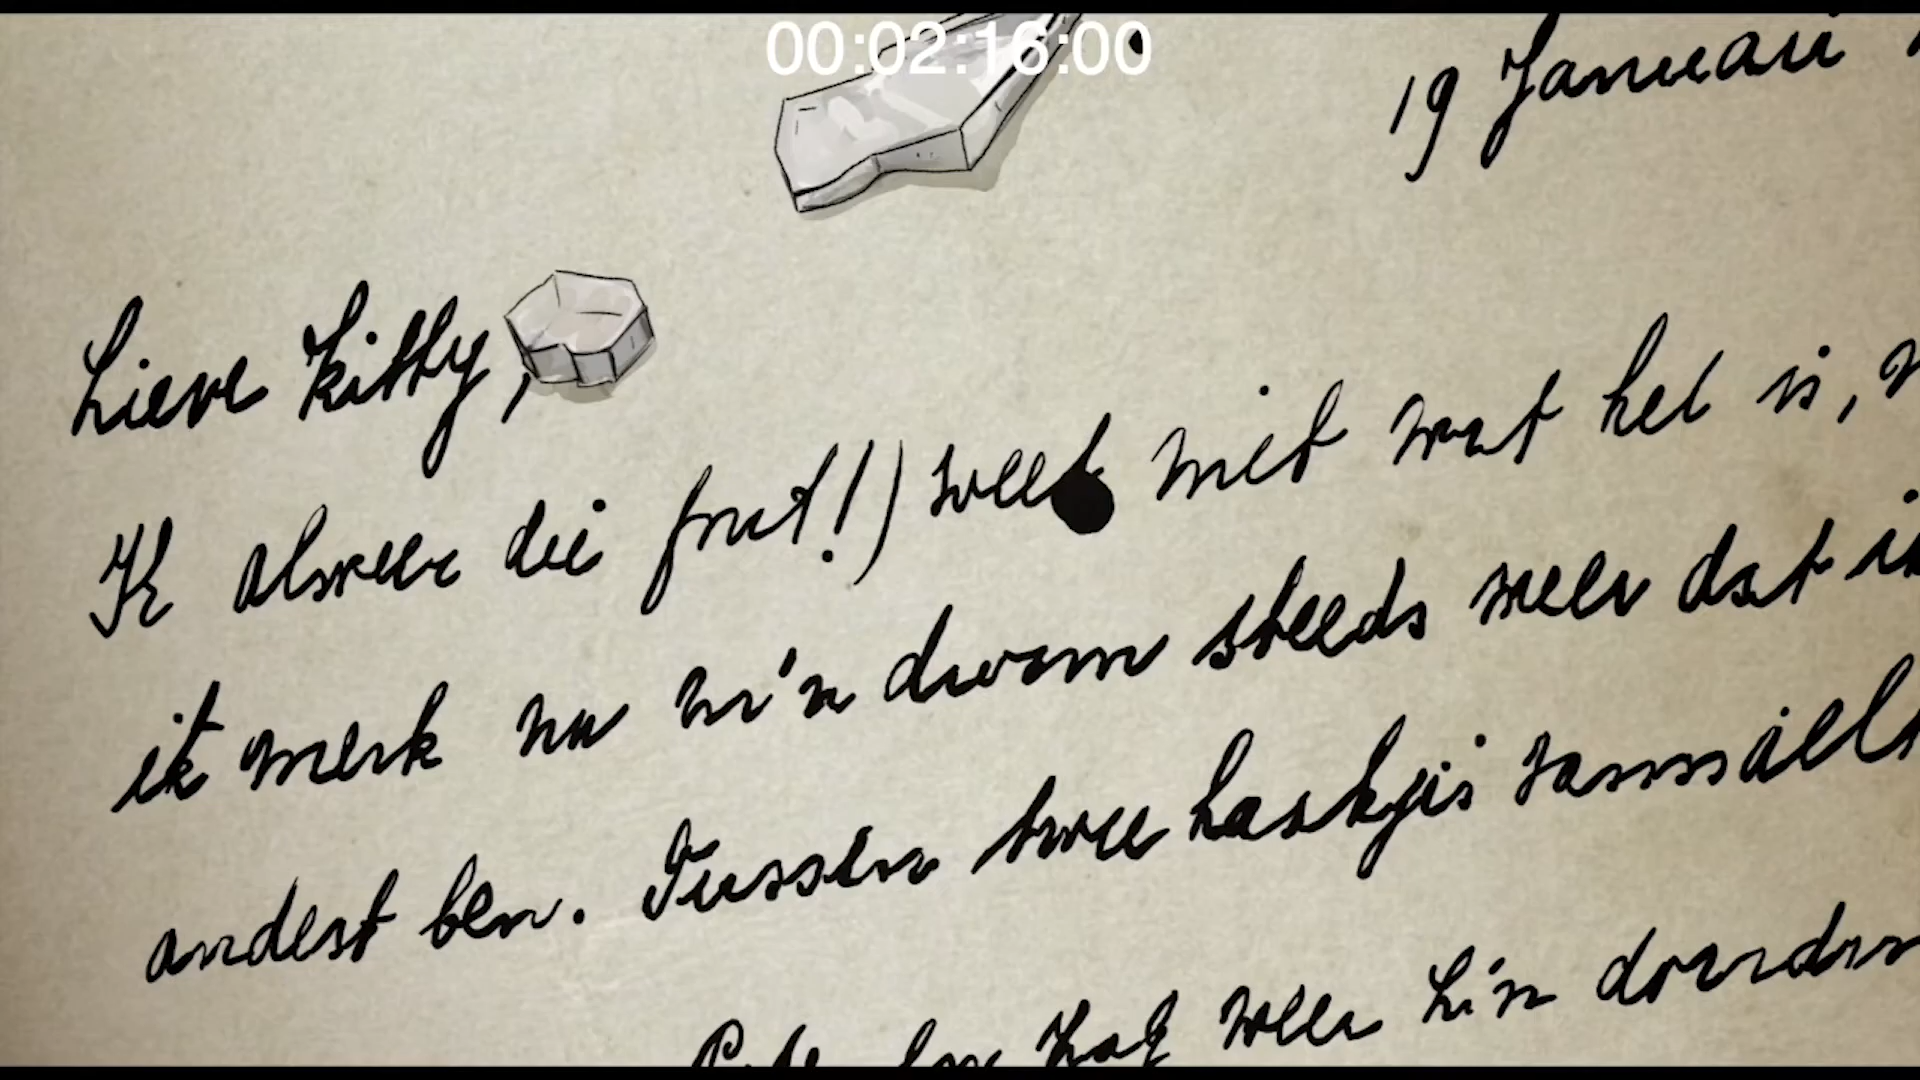 00:02:16:00
19 Januari
Lieve Kitty,
Ik alweer die fout!) weet niet wat het is,
ik merk na m'n droom steeds meer dat
anders ben. Tussen twee haakjes
weer z'n